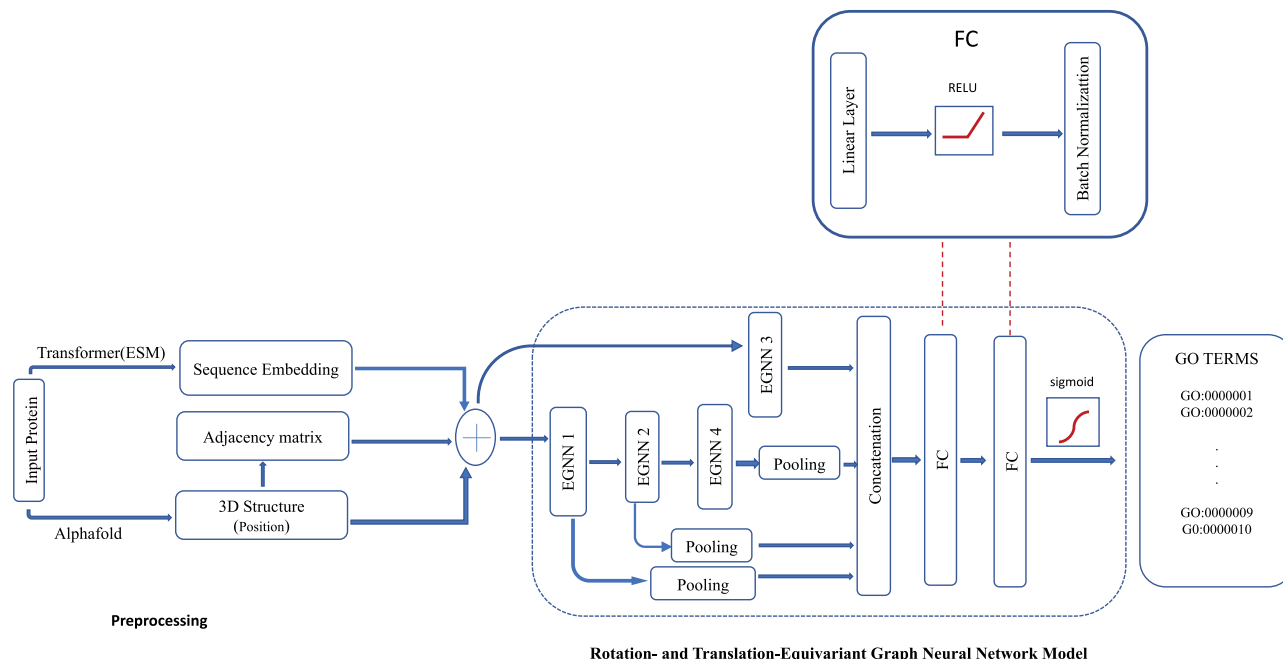 FC
RELU
Linear Layer
Batch Normalizattion
Transformer(ESM)
Sequence Embedding
Input Protein
Adjacency matrix
3D Structure
(Position)
Alphafold
EGNN 3
EGNN 1
EGNN 2
EGNN 4
Pooling
Pooling
Pooling
Concatenation
FC
FC
sigmoid
GO TERMS
GO:0000001
GO:0000002
.
.
.
GO:0000009
G0:0000010
Preprocessing
Rotation- and Translation-Equivariant Graph Neural Network Model